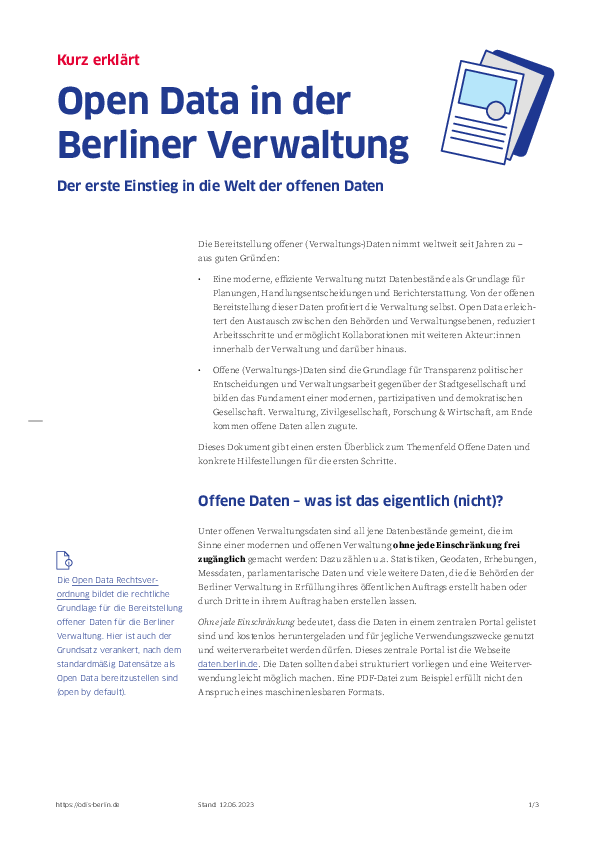 Kurz erklärt
Open Data in der
Berliner Verwaltung
Der erste Einstieg in die Welt der offenen Daten
Die Bereitstellung offener (Verwaltungs-)Daten nimmt weltweit seit Jahren zu –
aus guten Gründen:
• Eine moderne, effiziente Verwaltung nutzt Datenbestände als Grundlage für
Planungen, Handlungsentscheidungen und Berichterstattung. Von der offenen
Bereitstellung dieser Daten profitiert die Verwaltung selbst. Open Data erleich-
tert den Austausch zwischen den Behörden und Verwaltungsebenen, reduziert
Arbeitsschritte und ermöglicht Kollaborationen mit weiteren Akteur:innen
innerhalb der Verwaltung und darüber hinaus.
• Offene (Verwaltungs-)Daten sind die Grundlage für Transparenz politischer
Entscheidungen und Verwaltungsarbeit gegenüber der Stadtgesellschaft und
bilden das Fundament einer modernen, partizipativen und demokratischen
Gesellschaft. Verwaltung, Zivilgesellschaft, Forschung & Wirtschaft, am Ende
kommen offene Daten allen zugute.
Dieses Dokument gibt einen ersten Überblick zum Themenfeld Offene Daten und
konkrete Hilfestellungen für die ersten Schritte.
Offene Daten – was ist das eigentlich (nicht)?
Unter offenen Verwaltungsdaten sind all jene Datenbestände gemeint, die im
Sinne einer modernen und offenen Verwaltung ohne jede Einschränkung frei
zugänglich gemacht werden: Dazu zählen u.a. Statistiken, Geodaten, Erhebungen,
Messdaten, parlamentarische Daten und viele weitere Daten, die die Behörden der
Berliner Verwaltung in Erfüllung ihres öffentlichen Auftrags erstellt haben oder
durch Dritte in ihrem Auftrag haben erstellen lassen.
Ohne jede Einschränkung bedeutet, dass die Daten in einem zentralen Portal gelistet
sind und kostenlos heruntergeladen und für jegliche Verwendungszwecke genutzt
und weiterverarbeitet werden dürfen. Dieses zentrale Portal ist die Webseite
daten.berlin.de. Die Daten sollten dabei strukturiert vorliegen und eine Weiterver-
wendung leicht möglich machen. Eine PDF-Datei zum Beispiel erfüllt nicht den
Anspruch eines maschinenlesbaren Formats.
Die Open Data Rechtsver-
ordnung bildet die rechtliche
Grundlage für die Bereitstellung
offener Daten für die Berliner
Verwaltung. Hier ist auch der
Grundsatz verankert, nach dem
standardmäßig Datensätze als
Open Data bereitzustellen sind
(open by default).
https://odis-berlin.de
Stand: 12.06.2023
1/3